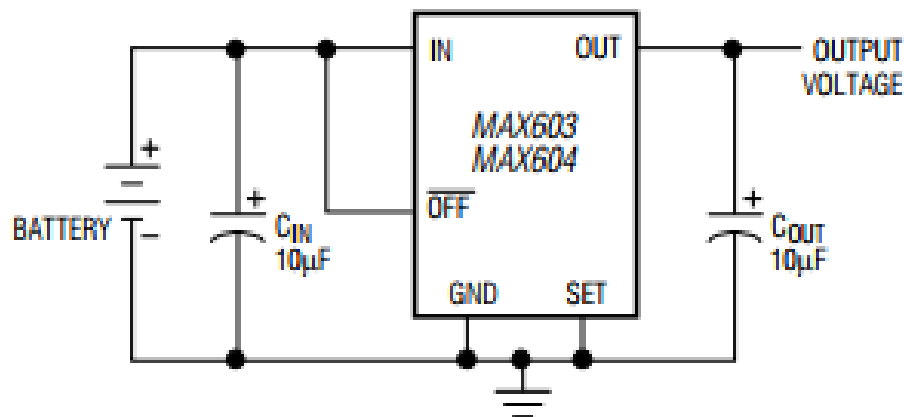 IN
OUT
OUTPUT
VOLTAGE
MAX603
MAX604
+
BATTERY
−
+
CIN
10µF
OFF
+
COUT
10µF
GND
SET